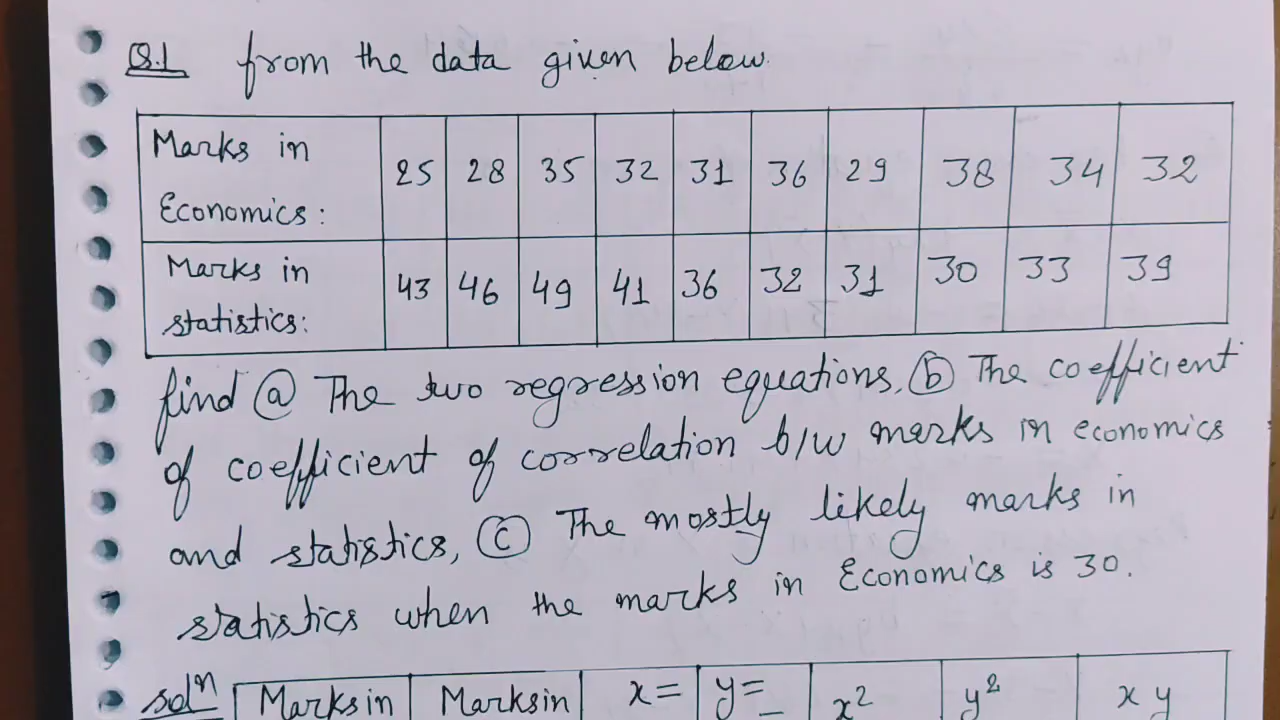 Q.1 from the data given below.
Marks in Economics: 25 28 35 32 31 36 29 38 34 32
Marks in statistics: 43 46 49 41 36 32 31 30 33 39
find (a) The two regression equations, (b) The coefficient
of coefficient of correlation b/w marks in economics
and statistics, (c) The mostly likely marks in
statistics when the marks in Economics is 30.
solⁿ Marks in Marks in x= y= x² y² xy